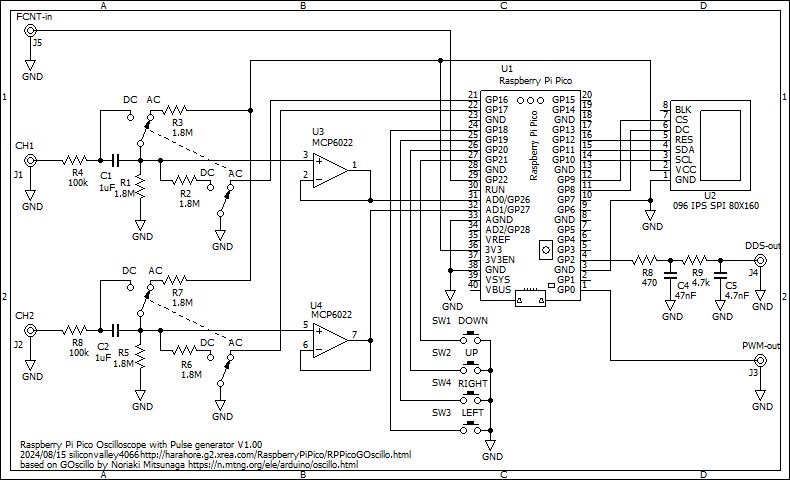 A B C D
FCNT-in
J5
GND
1
1
U1
Raspberry Pi Pico
DC AC
R3
1.8M
CH1
J1
GND
R4
100k
C1
1uF
R1
1.8M
GND
R2
1.8M
DC AC
GND
U3
MCP6022
3
2
1
+
−
21 GP16 GP15 20
22 GP17 GP14 19
23 GND GND 18
24 GP18 GP13 17
25 GP19 GP12 16
26 GP20 GP11 15
27 GP21 GP10 14
28 GND GND 13
29 GP22 GP9 12
30 RUN GP8 11
31 AD0/GP26 GP7 10
32 AD1/GP27 GP6 9
33 AGND GND 8
34 AD2/GP28 GP5 7
35 VREF GP4 6
36 3V3 GP3 5
37 3V3EN GP2 4
38 GND GND 3
39 VSYS GP1 2
40 VBUS GP0 1
Raspberry Pi Pico
8 BLK
7 CS
6 DC
5 RES
4 SDA
3 SCL
2 VCC
1 GND
U2
096 IPS SPI 80X160
GND
DDS-out
J4
R8
470
R9
4.7k
C4
47nF
C5
4.7nF
GND
GND
GND
2
2
DC AC
R7
1.8M
CH2
J2
GND
R8
100k
C2
1uF
R5
1.8M
GND
R6
1.8M
DC AC
GND
U4
MCP6022
5
6
7
+
−
GND
SW1 DOWN
SW2 UP
SW4 RIGHT
SW3 LEFT
GND
PWM-out
J3
GND
Raspberry Pi Pico Oscilloscope with Pulse generator V1.00
2024/08/15 siliconvalley4066http://harahore.g2.xrea.com/RaspberryPiPico/RPPicoGOscillo.html
based on GOscillo by Noriaki Mitsunaga https://n.mtng.org/ele/arduino/oscillo.html
A B C D